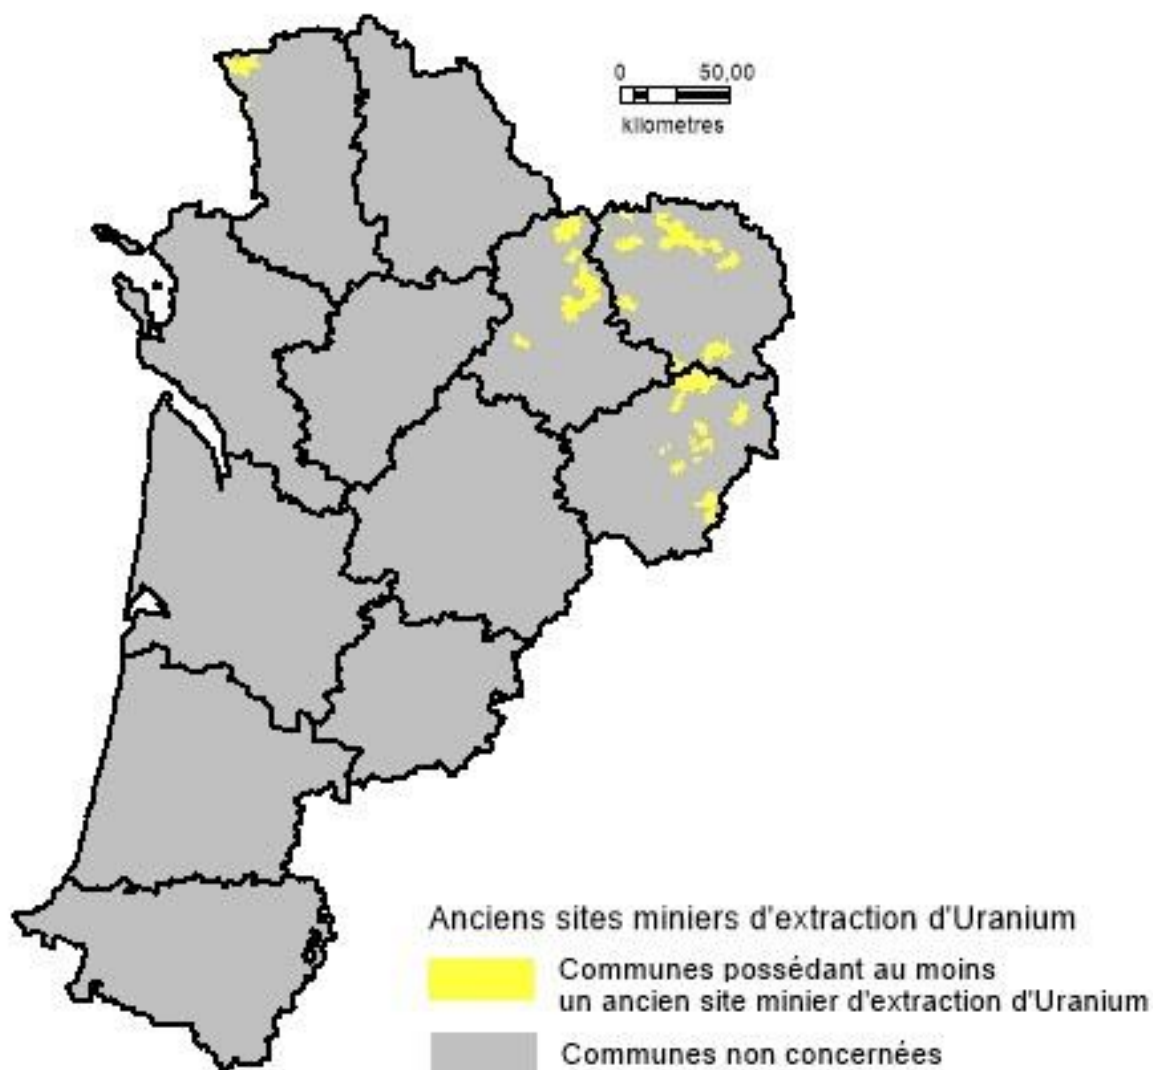 0 50,00
kilometres
Anciens sites miniers d'extraction d'Uranium
Communes possédant au moins
un ancien site minier d'extraction d'Uranium
Communes non concernées